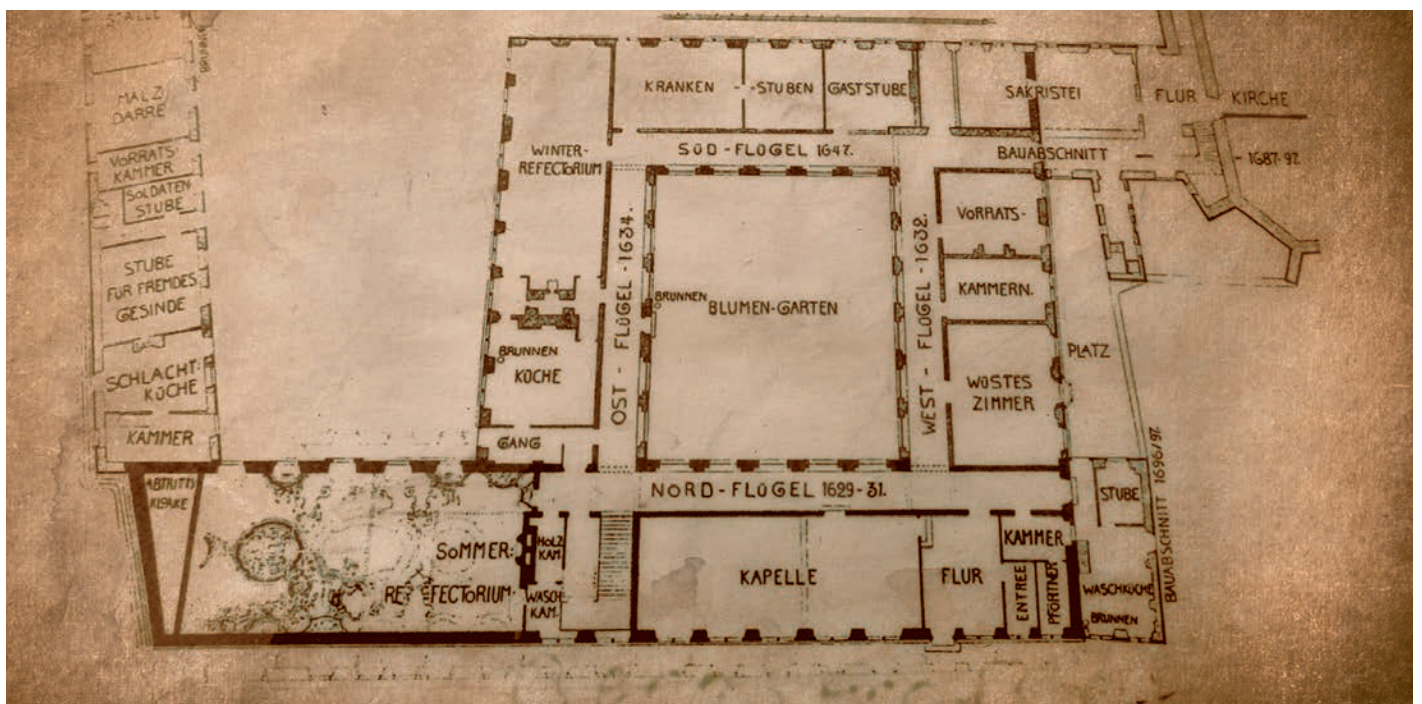 STÄLLE
BRUNNEN
MALZ
DARRE
VORRATS-
KAMMER
SOLDATEN
STUBE
STUBE
FÜR FREMDES
GESINDE
SCHLACHT-
KÜCHE
KAMMER
ABTRITTS
WINTER-
REFECTORIUM
BRUNNEN
KÜCHE
GANG
KRANKEN - -STUBEN
GASTSTUBE
SAKRISTEI
FLUR
KIRCHE
SÜD-FLÜGEL 1647.
BAUABSCHNITT - 1687-97.
OST-FLÜGEL-1634.
BRUNNEN
BLUMEN-GARTEN
WEST-FLÜGEL-1632.
VORRATS-
KAMMERN.
WÜSTES
ZIMMER
PLATZ
NORD-FLÜGEL 1629-31.
SOMMER:
REFECTORIUM.
HOLZ
KAM.
WASCH
KAM.
KAPELLE
FLUR
KAMMER
ENTREE
PFÖRTNER
STUBE
WASCHKÜCHE
BRUNNEN
BAUABSCHNITT 1696/97.